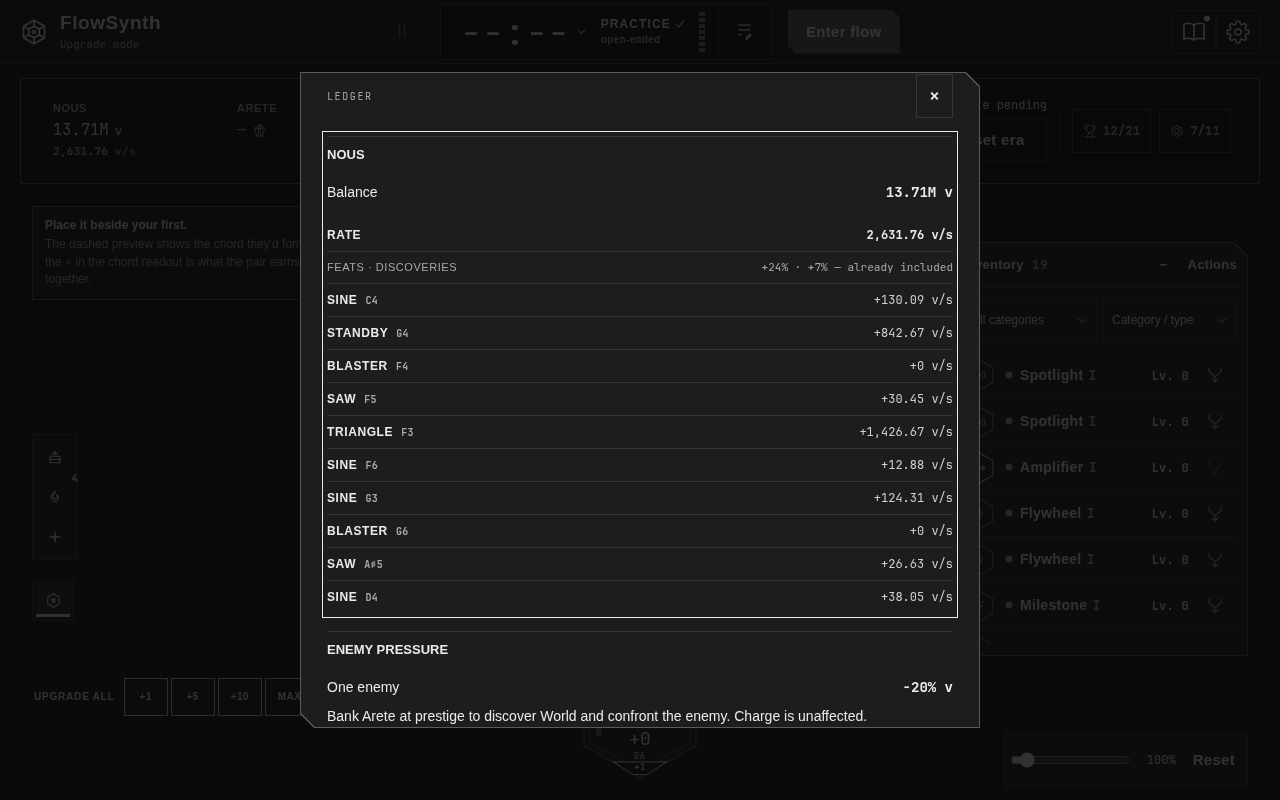 FlowSynth
Upgrade mode
PRACTICE
open-ended
Enter flow
NOUS
13.71M v
2,631.76 v/s
ARETE
pending
set era
12/21
7/11
LEDGER
×
NOUS
Balance 13.71M v
RATE 2,631.76 v/s
FEATS · DISCOVERIES +24% · +7% — already included
SINE C4 +130.09 v/s
STANDBY G4 +842.67 v/s
BLASTER F4 +0 v/s
SAW F5 +30.45 v/s
TRIANGLE F3 +1,426.67 v/s
SINE F6 +12.88 v/s
SINE G3 +124.31 v/s
BLASTER G6 +0 v/s
SAW A♯5 +26.63 v/s
SINE D4 +38.05 v/s
ENEMY PRESSURE
One enemy -20% v
Bank Arete at prestige to discover World and confront the enemy. Charge is unaffected.
Place it beside your first.
The dashed preview shows the chord they'd form
the × in the chord readout is what the pair earns
together.
4
UPGRADE ALL +1 +5 +10 MAX
ventory 19 – Actions
ll categories
Category / type
Spotlight I Lv. 0
Spotlight I Lv. 0
Amplifier I Lv. 0
Flywheel I Lv. 0
Flywheel I Lv. 0
Milestone I Lv. 0
+0
G6
+1
100% Reset